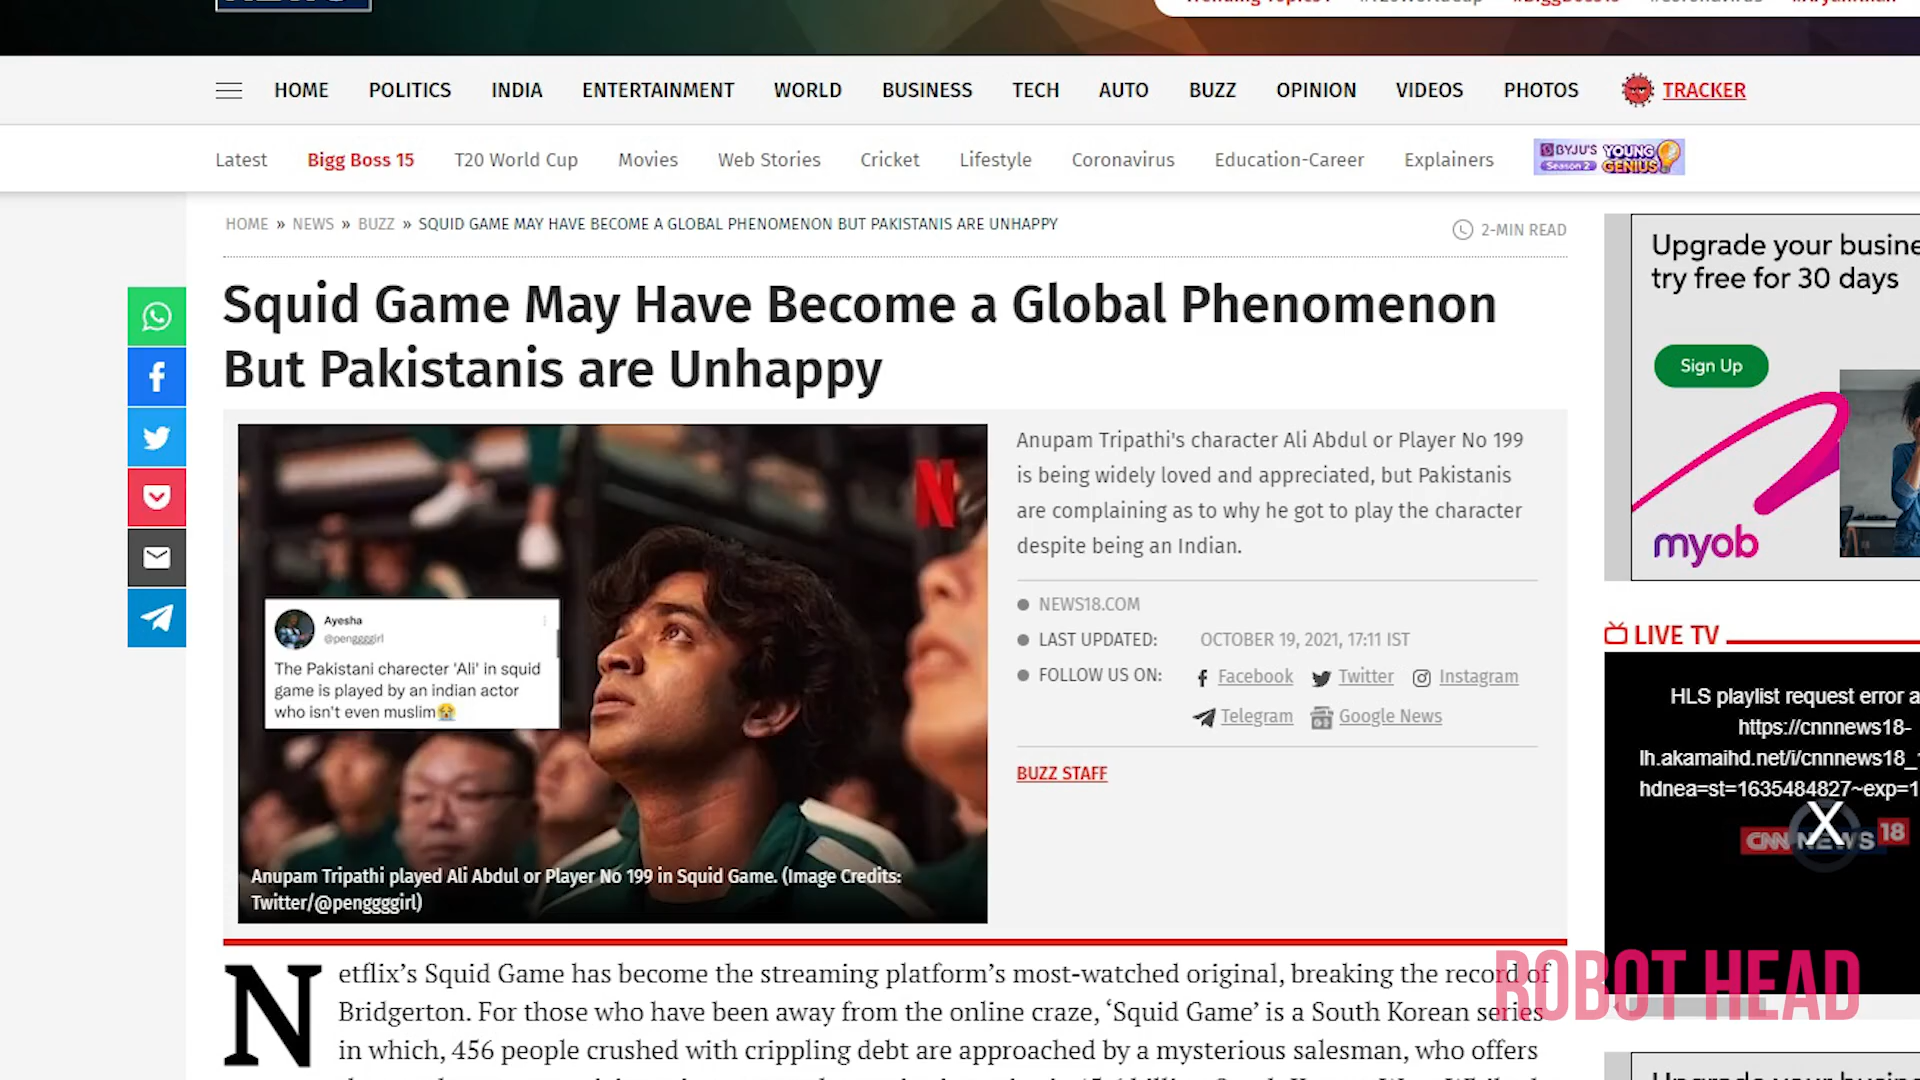 HOME POLITICS INDIA ENTERTAINMENT WORLD BUSINESS TECH AUTO BUZZ OPINION VIDEOS PHOTOS TRACKER
Latest Bigg Boss 15 T20 World Cup Movies Web Stories Cricket Lifestyle Coronavirus Education-Career Explainers BYJU'S YOUNG GENIUS Season 2
HOME » NEWS » BUZZ » SQUID GAME MAY HAVE BECOME A GLOBAL PHENOMENON BUT PAKISTANIS ARE UNHAPPY
2-MIN READ
Squid Game May Have Become a Global Phenomenon
But Pakistanis are Unhappy
N
Ayesha
@penggggirl
The Pakistani charecter 'Ali' in squid
game is played by an indian actor
who isn't even muslim😭
Anupam Tripathi played Ali Abdul or Player No 199 in Squid Game. (Image Credits:
Twitter/@penggggirl)
Anupam Tripathi's character Ali Abdul or Player No 199
is being widely loved and appreciated, but Pakistanis
are complaining as to why he got to play the character
despite being an Indian.
NEWS18.COM
LAST UPDATED: OCTOBER 19, 2021, 17:11 IST
FOLLOW US ON: Facebook Twitter Instagram
Telegram Google News
BUZZ STAFF
Netflix's Squid Game has become the streaming platform's most-watched original, breaking the record of
Bridgerton. For those who have been away from the online craze, 'Squid Game' is a South Korean series
in which, 456 people crushed with crippling debt are approached by a mysterious salesman, who offers
Upgrade your busine
try free for 30 days
Sign Up
myob
LIVE TV
HLS playlist request error a
https://cnnnews18-
lh.akamaihd.net/i/cnnnews18_
hdnea=st=1635484827~exp=1
X
CNN NEWS 18
ROBOT HEAD